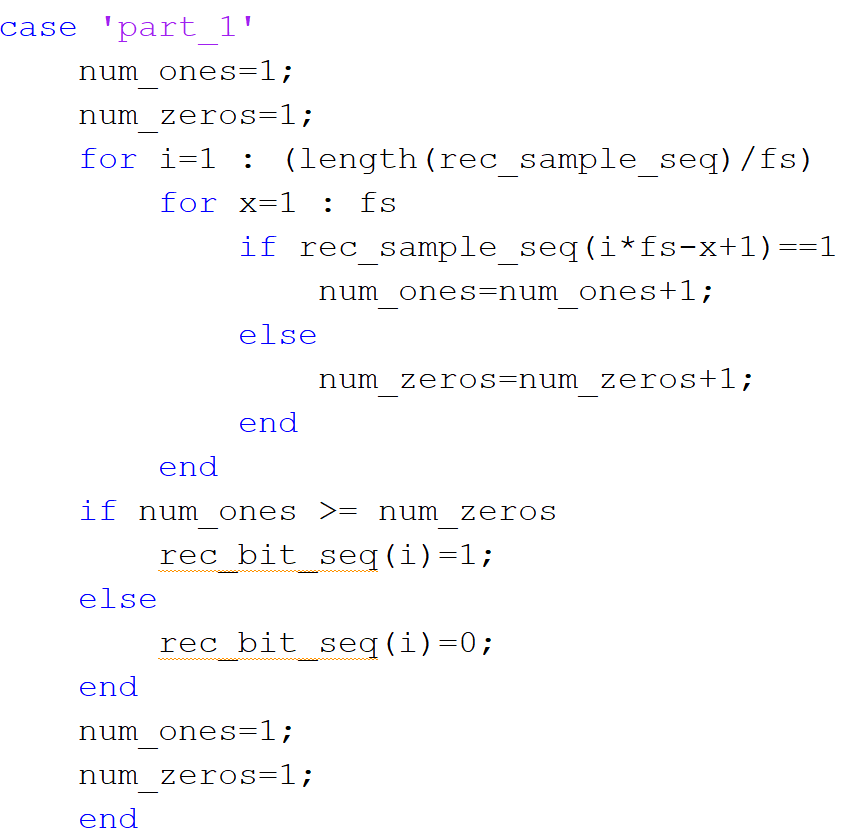 case 'part_1'
    num_ones=1;
    num_zeros=1;
    for i=1 : (length(rec_sample_seq)/fs)
        for x=1 : fs
            if rec_sample_seq(i*fs-x+1)==1
                num_ones=num_ones+1;
            else
                num_zeros=num_zeros+1;
            end
        end
    if num_ones >= num_zeros
        rec_bit_seq(i)=1;
    else
        rec_bit_seq(i)=0;
    end
    num_ones=1;
    num_zeros=1;
    end